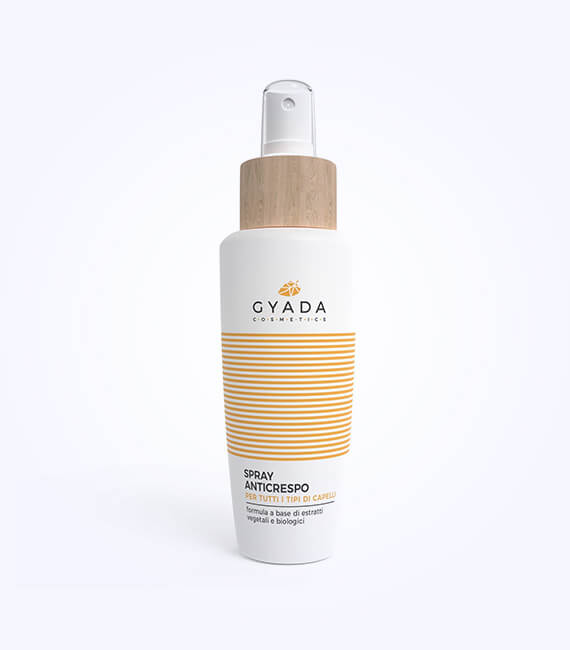 GYADA
COSMETICS
SPRAY
ANTICRESPO
PER TUTTI I TIPI DI CAPELLI
formula a base di estratti
vegetali e biologici